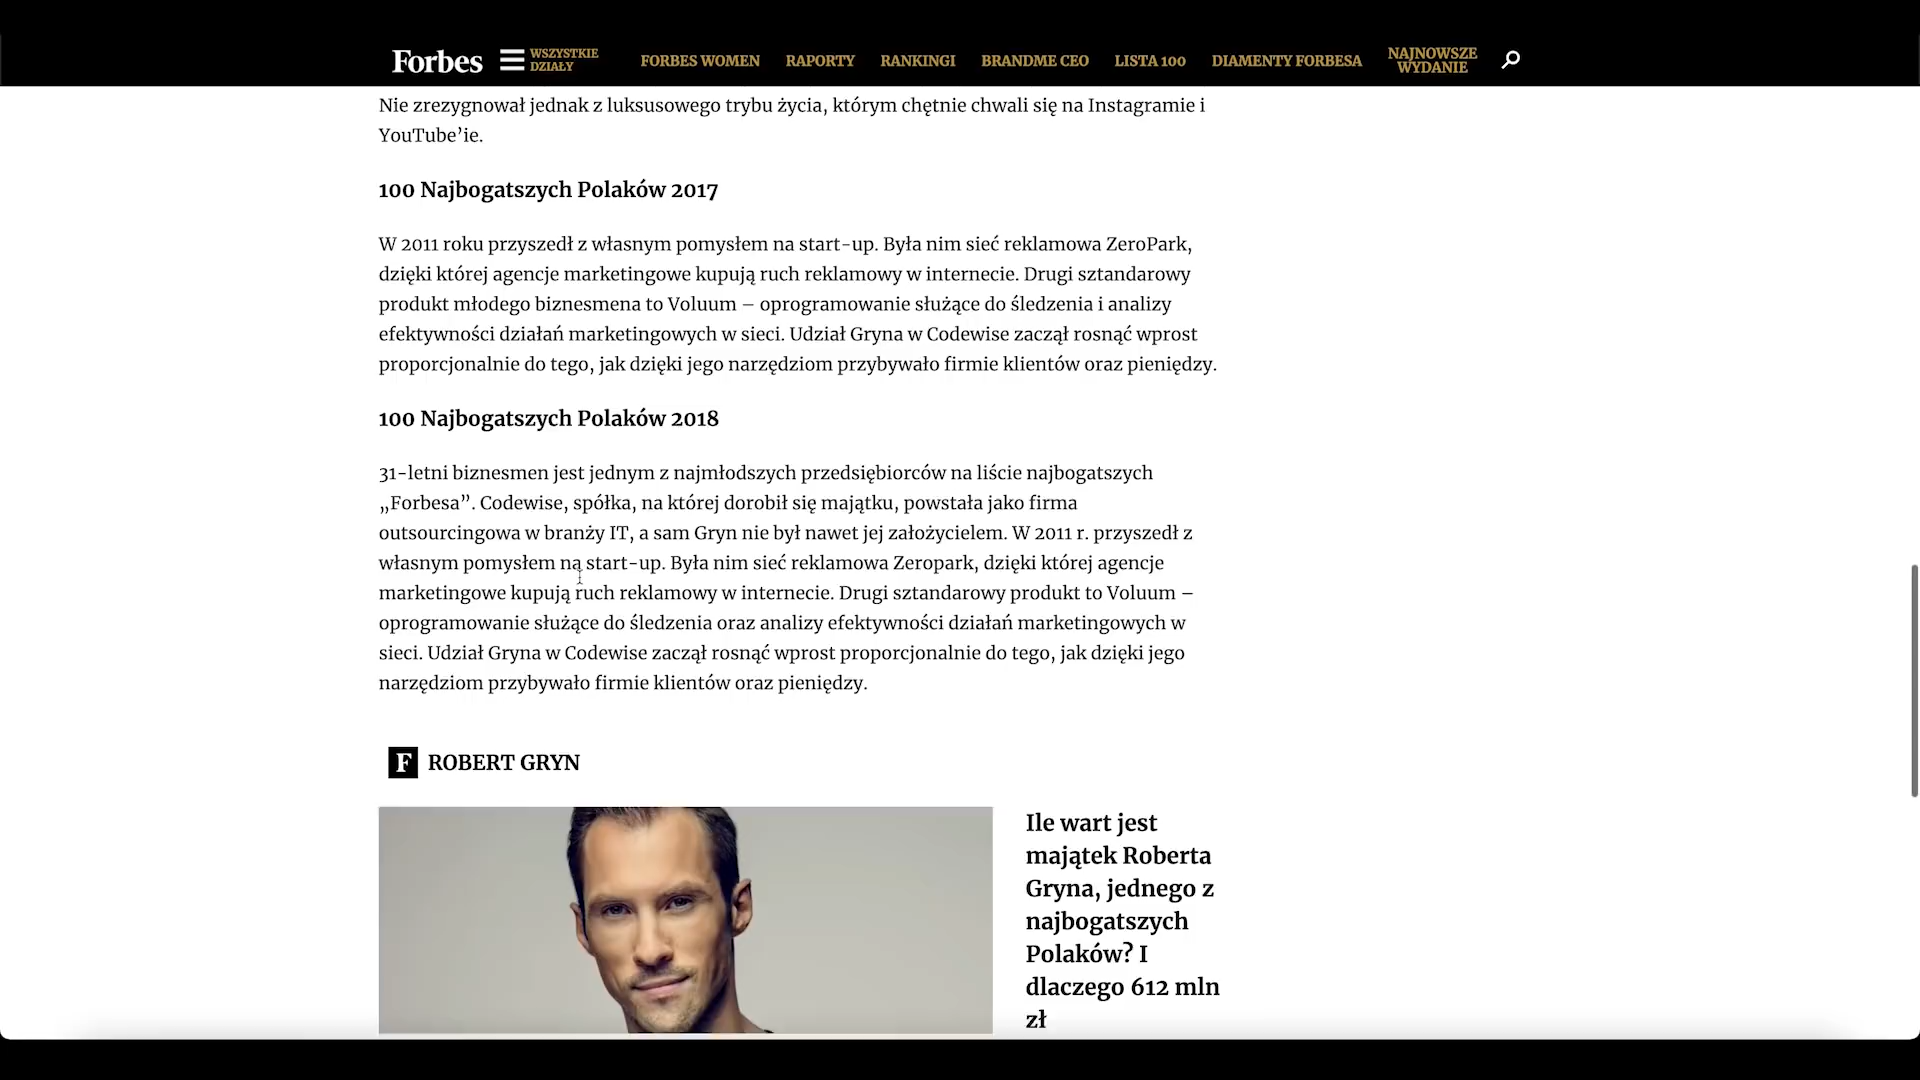 Forbes
WSZYSTKIE
DZIAŁY
FORBES WOMEN
RAPORTY
RANKINGI
BRANDME CEO
LISTA 100
DIAMENTY FORBESA
NAJNOWSZE
WYDANIE
Nie zrezygnował jednak z luksusowego trybu życia, którym chętnie chwali się na Instagramie i
YouTube’ie.
100 Najbogatszych Polaków 2017
W 2011 roku przyszedł z własnym pomysłem na start-up. Była nim sieć reklamowa ZeroPark,
dzięki której agencje marketingowe kupują ruch reklamowy w internecie. Drugi sztandarowy
produkt młodego biznesmena to Voluum – oprogramowanie służące do śledzenia i analizy
efektywności działań marketingowych w sieci. Udział Gryna w Codewise zaczął rosnąć wprost
proporcjonalnie do tego, jak dzięki jego narzędziom przybywało firmie klientów oraz pieniędzy.
100 Najbogatszych Polaków 2018
31-letni biznesmen jest jednym z najmłodszych przedsiębiorców na liście najbogatszych
„Forbesa”. Codewise, spółka, na której dorobił się majątku, powstała jako firma
outsourcingowa w branży IT, a sam Gryn nie był nawet jej założycielem. W 2011 r. przyszedł z
własnym pomysłem na start-up. Była nim sieć reklamowa Zeropark, dzięki której agencje
marketingowe kupują ruch reklamowy w internecie. Drugi sztandarowy produkt to Voluum –
oprogramowanie służące do śledzenia oraz analizy efektywności działań marketingowych w
sieci. Udział Gryna w Codewise zaczął rosnąć wprost proporcjonalnie do tego, jak dzięki jego
narzędziom przybywało firmie klientów oraz pieniędzy.
F ROBERT GRYN
Ile wart jest
majątek Roberta
Gryna, jednego z
najbogatszych
Polaków? I
dlaczego 612 mln
zł